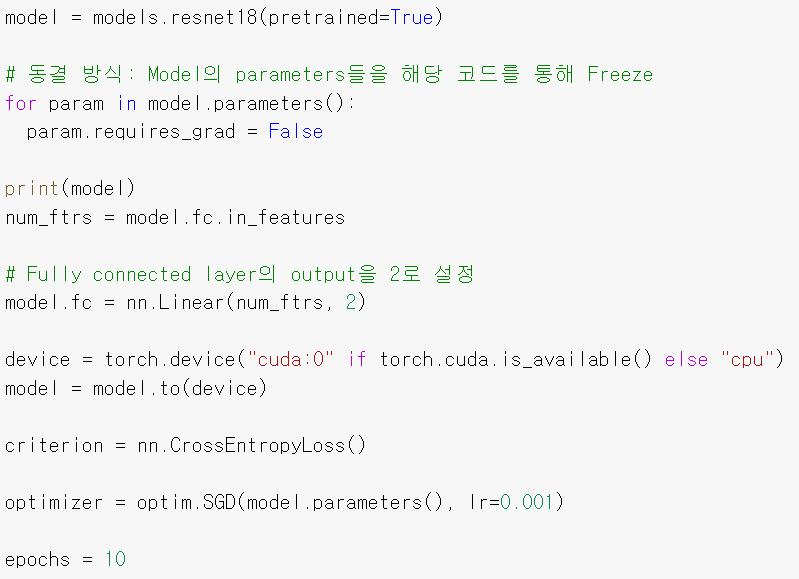 model = models.resnet18(pretrained=True)
# 동결 방식: Model의 parameters들을 해당 코드를 통해 Freeze
for param in model.parameters():
  param.requires_grad = False
print(model)
num_ftrs = model.fc.in_features
# Fully connected layer의 output을 2로 설정
model.fc = nn.Linear(num_ftrs, 2)
device = torch.device("cuda:0" if torch.cuda.is_available() else "cpu")
model = model.to(device)
criterion = nn.CrossEntropyLoss()
optimizer = optim.SGD(model.parameters(), lr=0.001)
epochs = 10